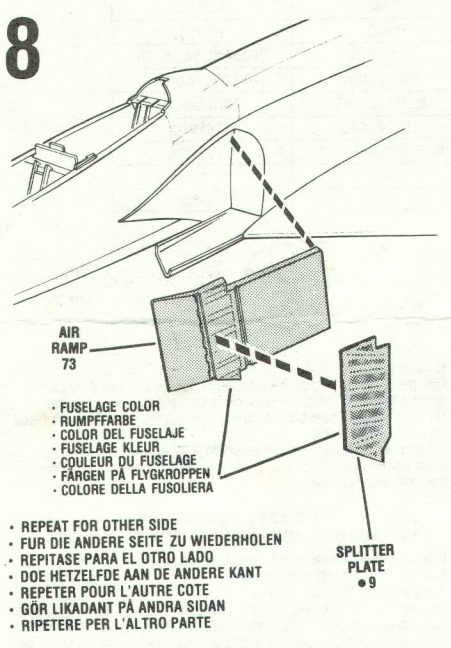 8
AIR
RAMP
73
· FUSELAGE COLOR
· RUMPFFARBE
· COLOR DEL FUSELAJE
· FUSELAGE KLEUR
· COULEUR DU FUSELAGE
· FÄRGEN PÅ FLYGKROPPEN
· COLORE DELLA FUSOLIERA
SPLITTER
PLATE
●9
• REPEAT FOR OTHER SIDE
• FUR DIE ANDERE SEITE ZU WIEDERHOLEN
• REPITASE PARA EL OTRO LADO
• DOE HETZELFDE AAN DE ANDERE KANT
• REPETER POUR L'AUTRE COTE
• GÖR LIKADANT PÅ ANDRA SIDAN
• RIPETERE PER L'ALTRO PARTE